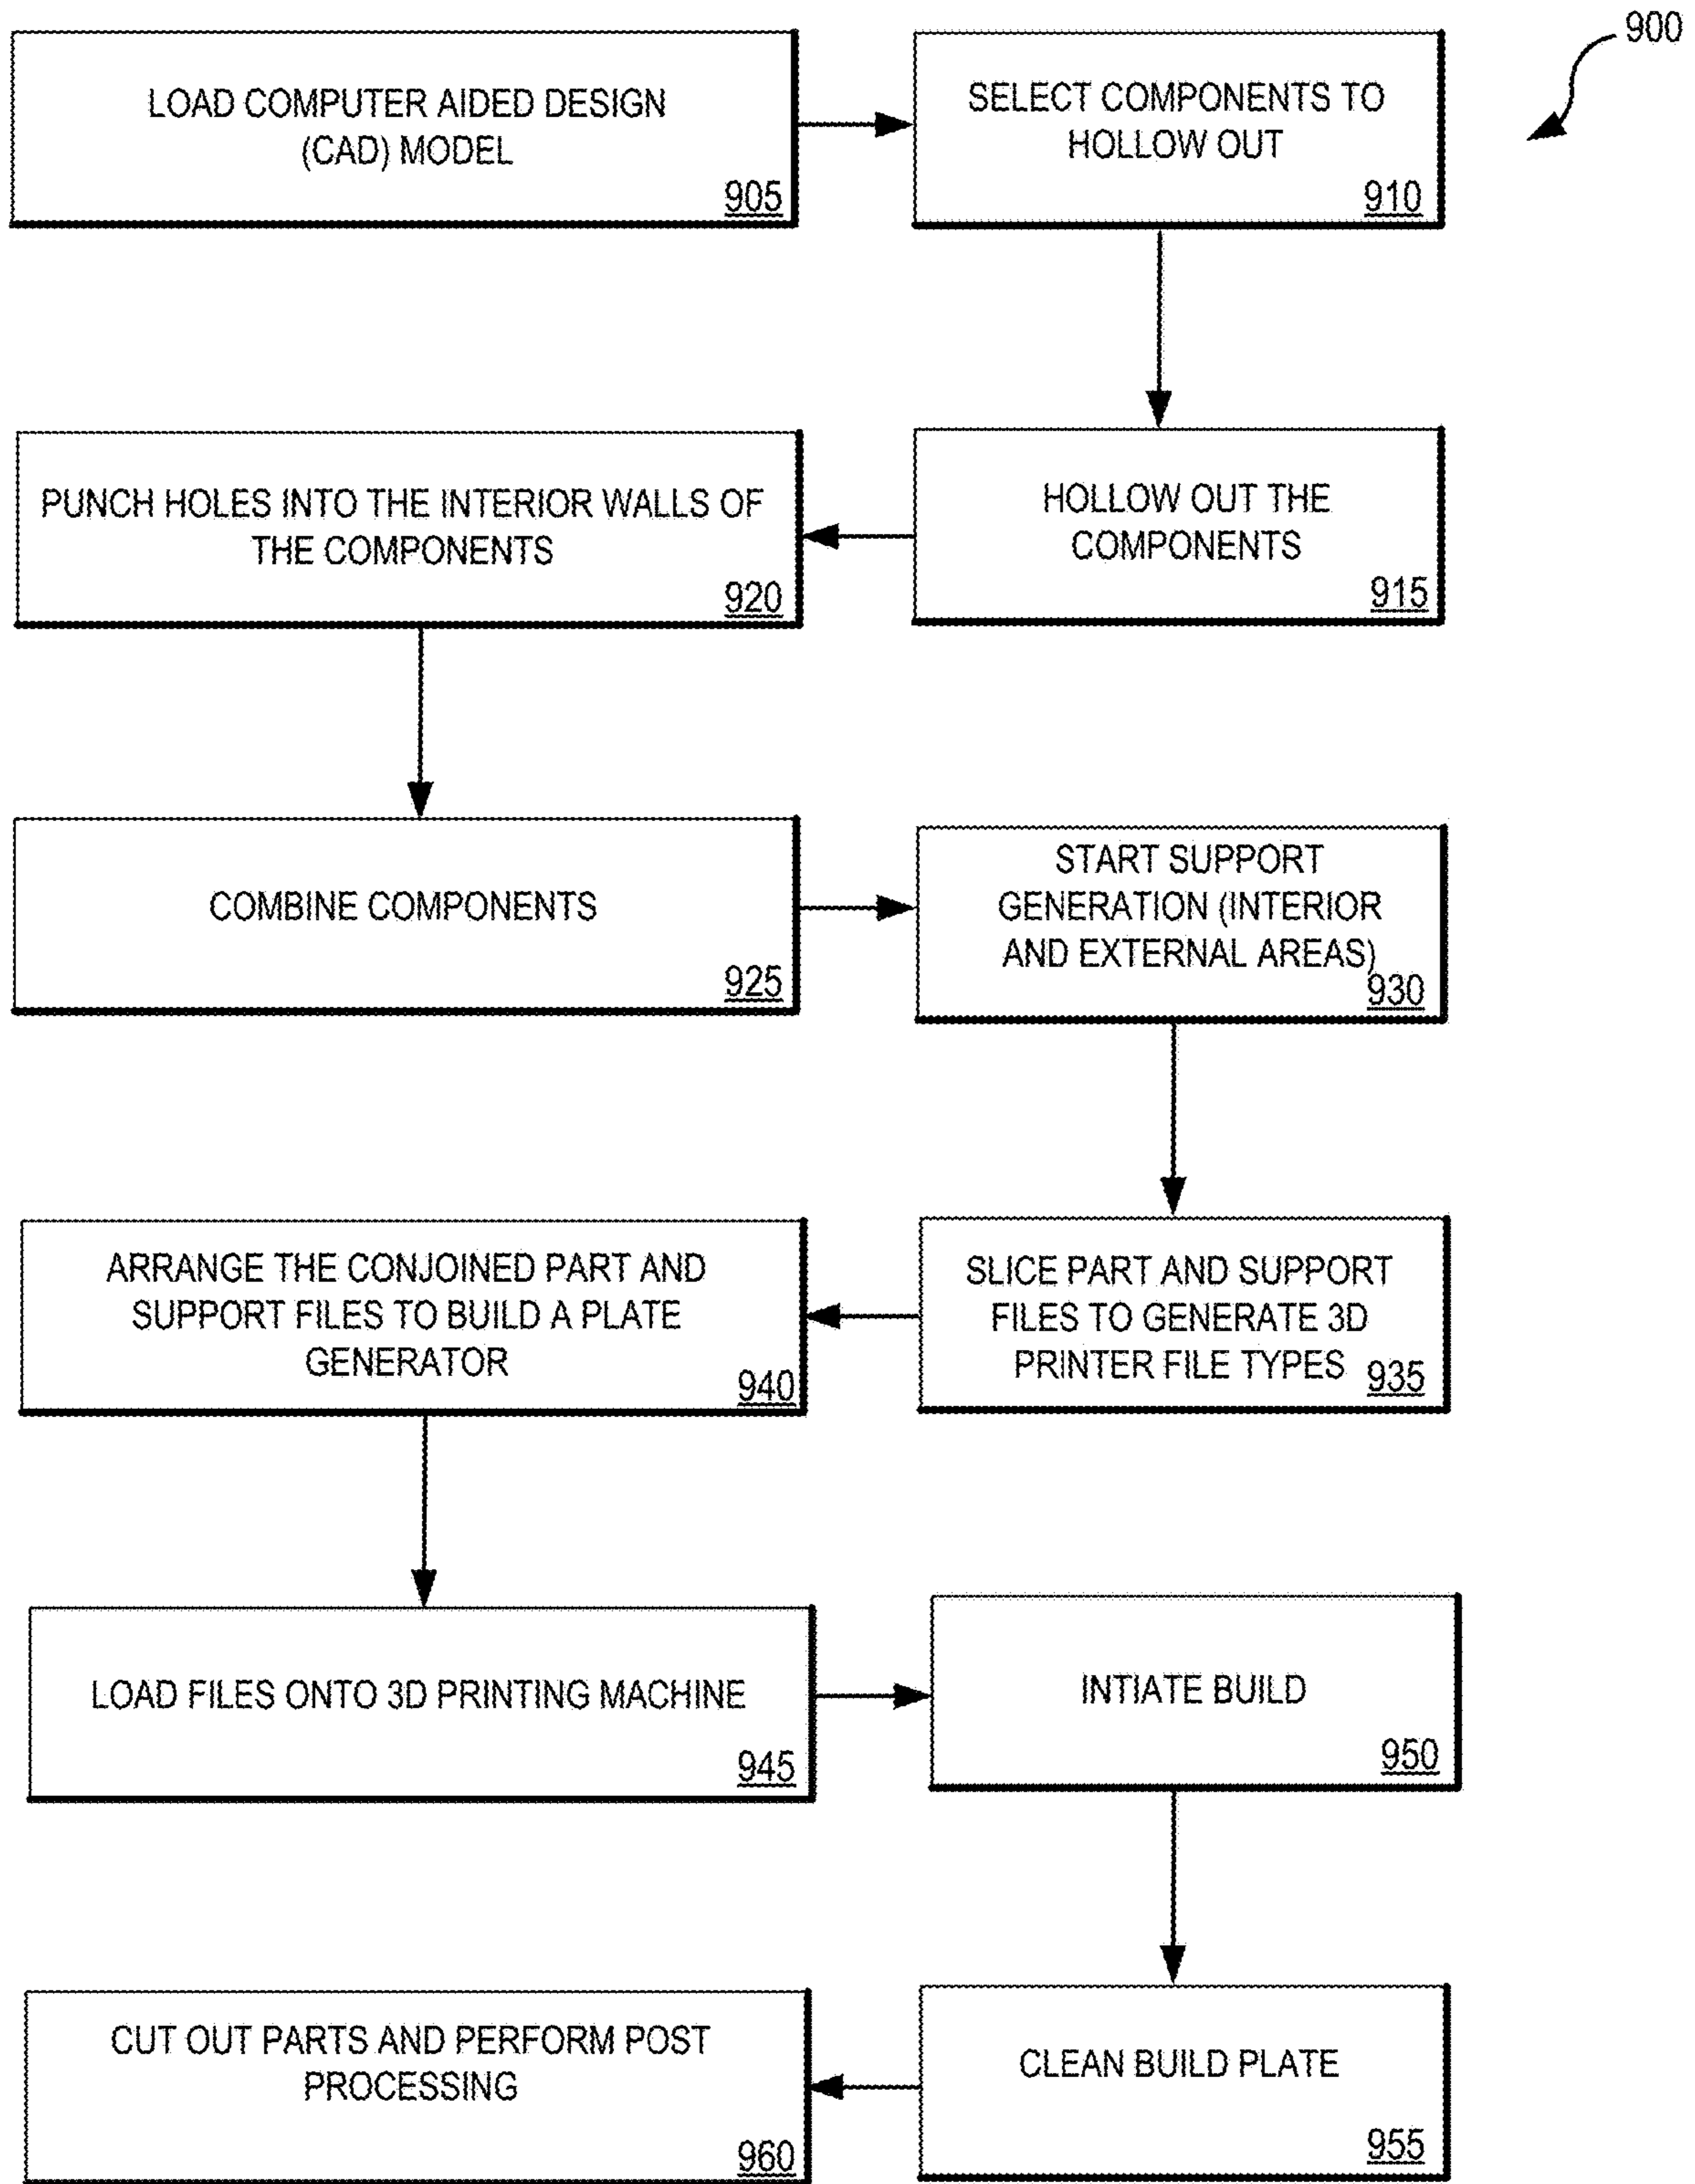 900
LOAD COMPUTER AIDED DESIGN
(CAD) MODEL
905
SELECT COMPONENTS TO
HOLLOW OUT
910
HOLLOW OUT THE
COMPONENTS
915
PUNCH HOLES INTO THE INTERIOR WALLS OF
THE COMPONENTS
920
COMBINE COMPONENTS
925
START SUPPORT
GENERATION (INTERIOR
AND EXTERNAL AREAS)
930
SLICE PART AND SUPPORT
FILES TO GENERATE 3D
PRINTER FILE TYPES
935
ARRANGE THE CONJOINED PART AND
SUPPORT FILES TO BUILD A PLATE
GENERATOR
940
LOAD FILES ONTO 3D PRINTING MACHINE
945
INTIATE BUILD
950
CLEAN BUILD PLATE
955
CUT OUT PARTS AND PERFORM POST
PROCESSING
960